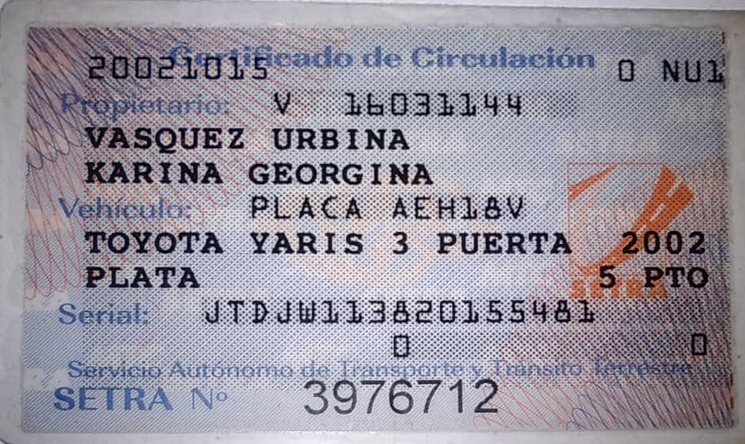 Certificado de Circulación
20021015 0 NU1
Propietario: V 16031144
VASQUEZ URBINA
KARINA GEORGINA
Vehículo: PLACA AEH18V
TOYOTA YARIS 3 PUERTA 2002
PLATA 5 PTO
SETRA
Serial: JTDJW113820155481
0 0
Servicio Autónomo de Transporte y Tránsito Terrestre
SETRA Nº 3976712